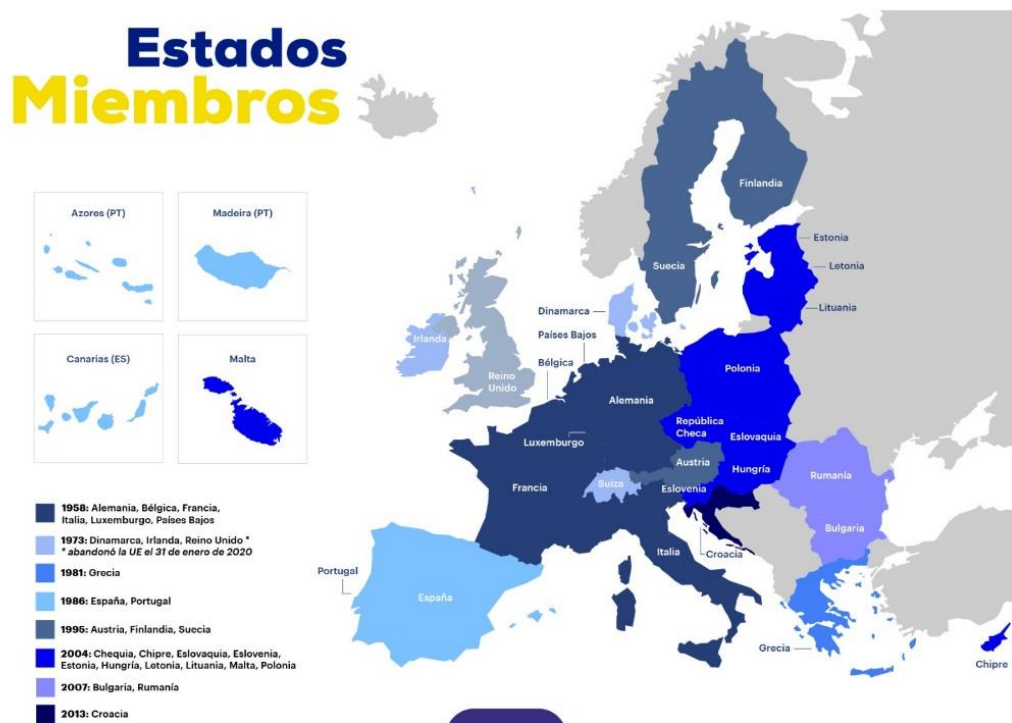 Estados
Miembros
Azores (PT)
Madeira (PT)
Canarias (ES)
Malta
Finlandia
Suecia
Estonia
Letonia
Lituania
Dinamarca
Países Bajos
Bélgica
Irlanda
Reino
Unido
Polonia
Alemania
República
Checa
Eslovaquia
Luxemburgo
Austria
Hungría
Rumanía
Francia
Suiza
Eslovenia
Bulgaria
Italia
Croacia
Portugal
España
Grecia
Chipre
1958: Alemania, Bélgica, Francia,
Italia, Luxemburgo, Países Bajos
1973: Dinamarca, Irlanda, Reino Unido *
* abandonó la UE el 31 de enero de 2020
1981: Grecia
1986: España, Portugal
1995: Austria, Finlandia, Suecia
2004: Chequia, Chipre, Eslovaquia, Eslovenia,
Estonia, Hungría, Letonia, Lituania, Malta, Polonia
2007: Bulgaria, Rumanía
2013: Croacia